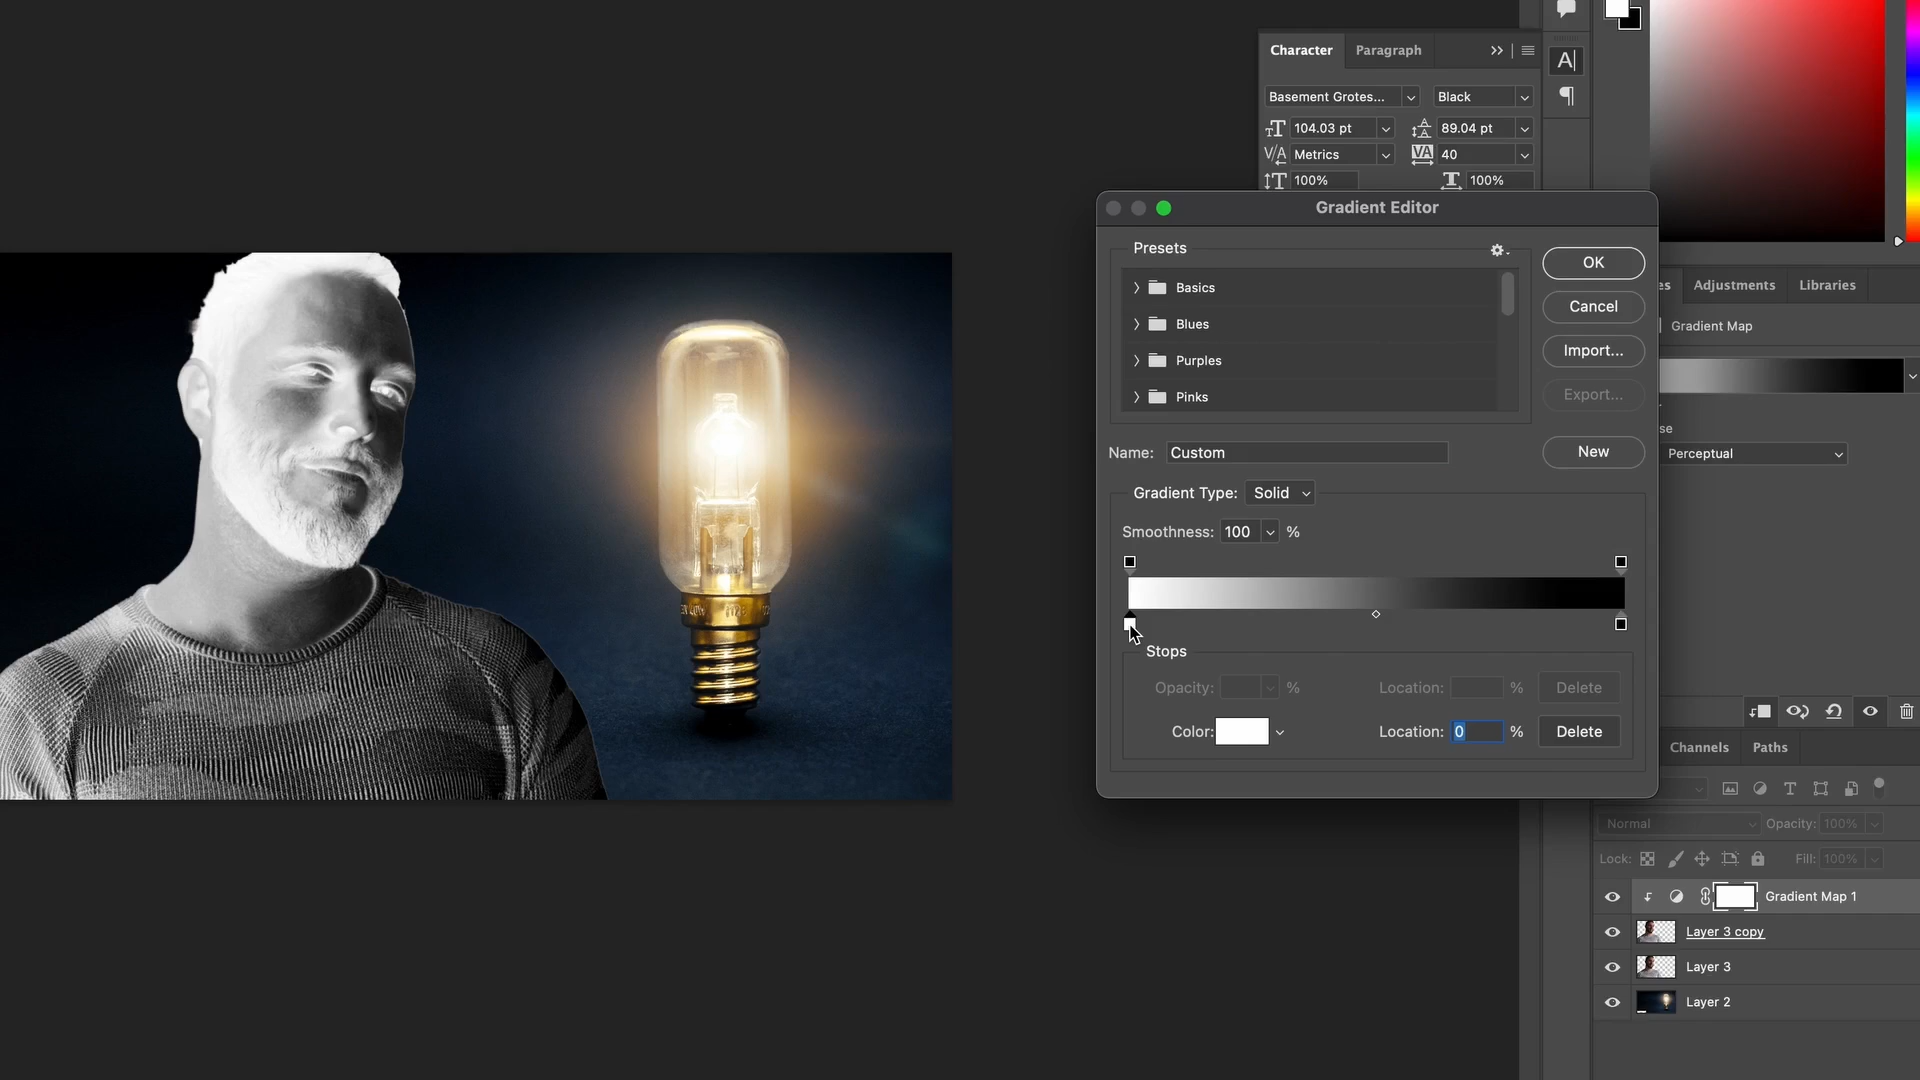 Character
Paragraph
Basement Grotes...
Black
104.03 pt
89.04 pt
Metrics
40
100%
100%
Gradient Editor
Presets
Basics
Blues
Purples
Pinks
OK
Cancel
Import...
Export...
Name:
Custom
New
Gradient Type:
Solid
Smoothness:
100
%
Stops
Opacity:
%
Location:
%
Delete
Color:
Location:
0
%
Delete
es
Adjustments
Libraries
Gradient Map
se
Perceptual
Channels
Paths
Normal
Opacity:
100%
Lock:
Fill:
100%
Gradient Map 1
Layer 3 copy
Layer 3
Layer 2